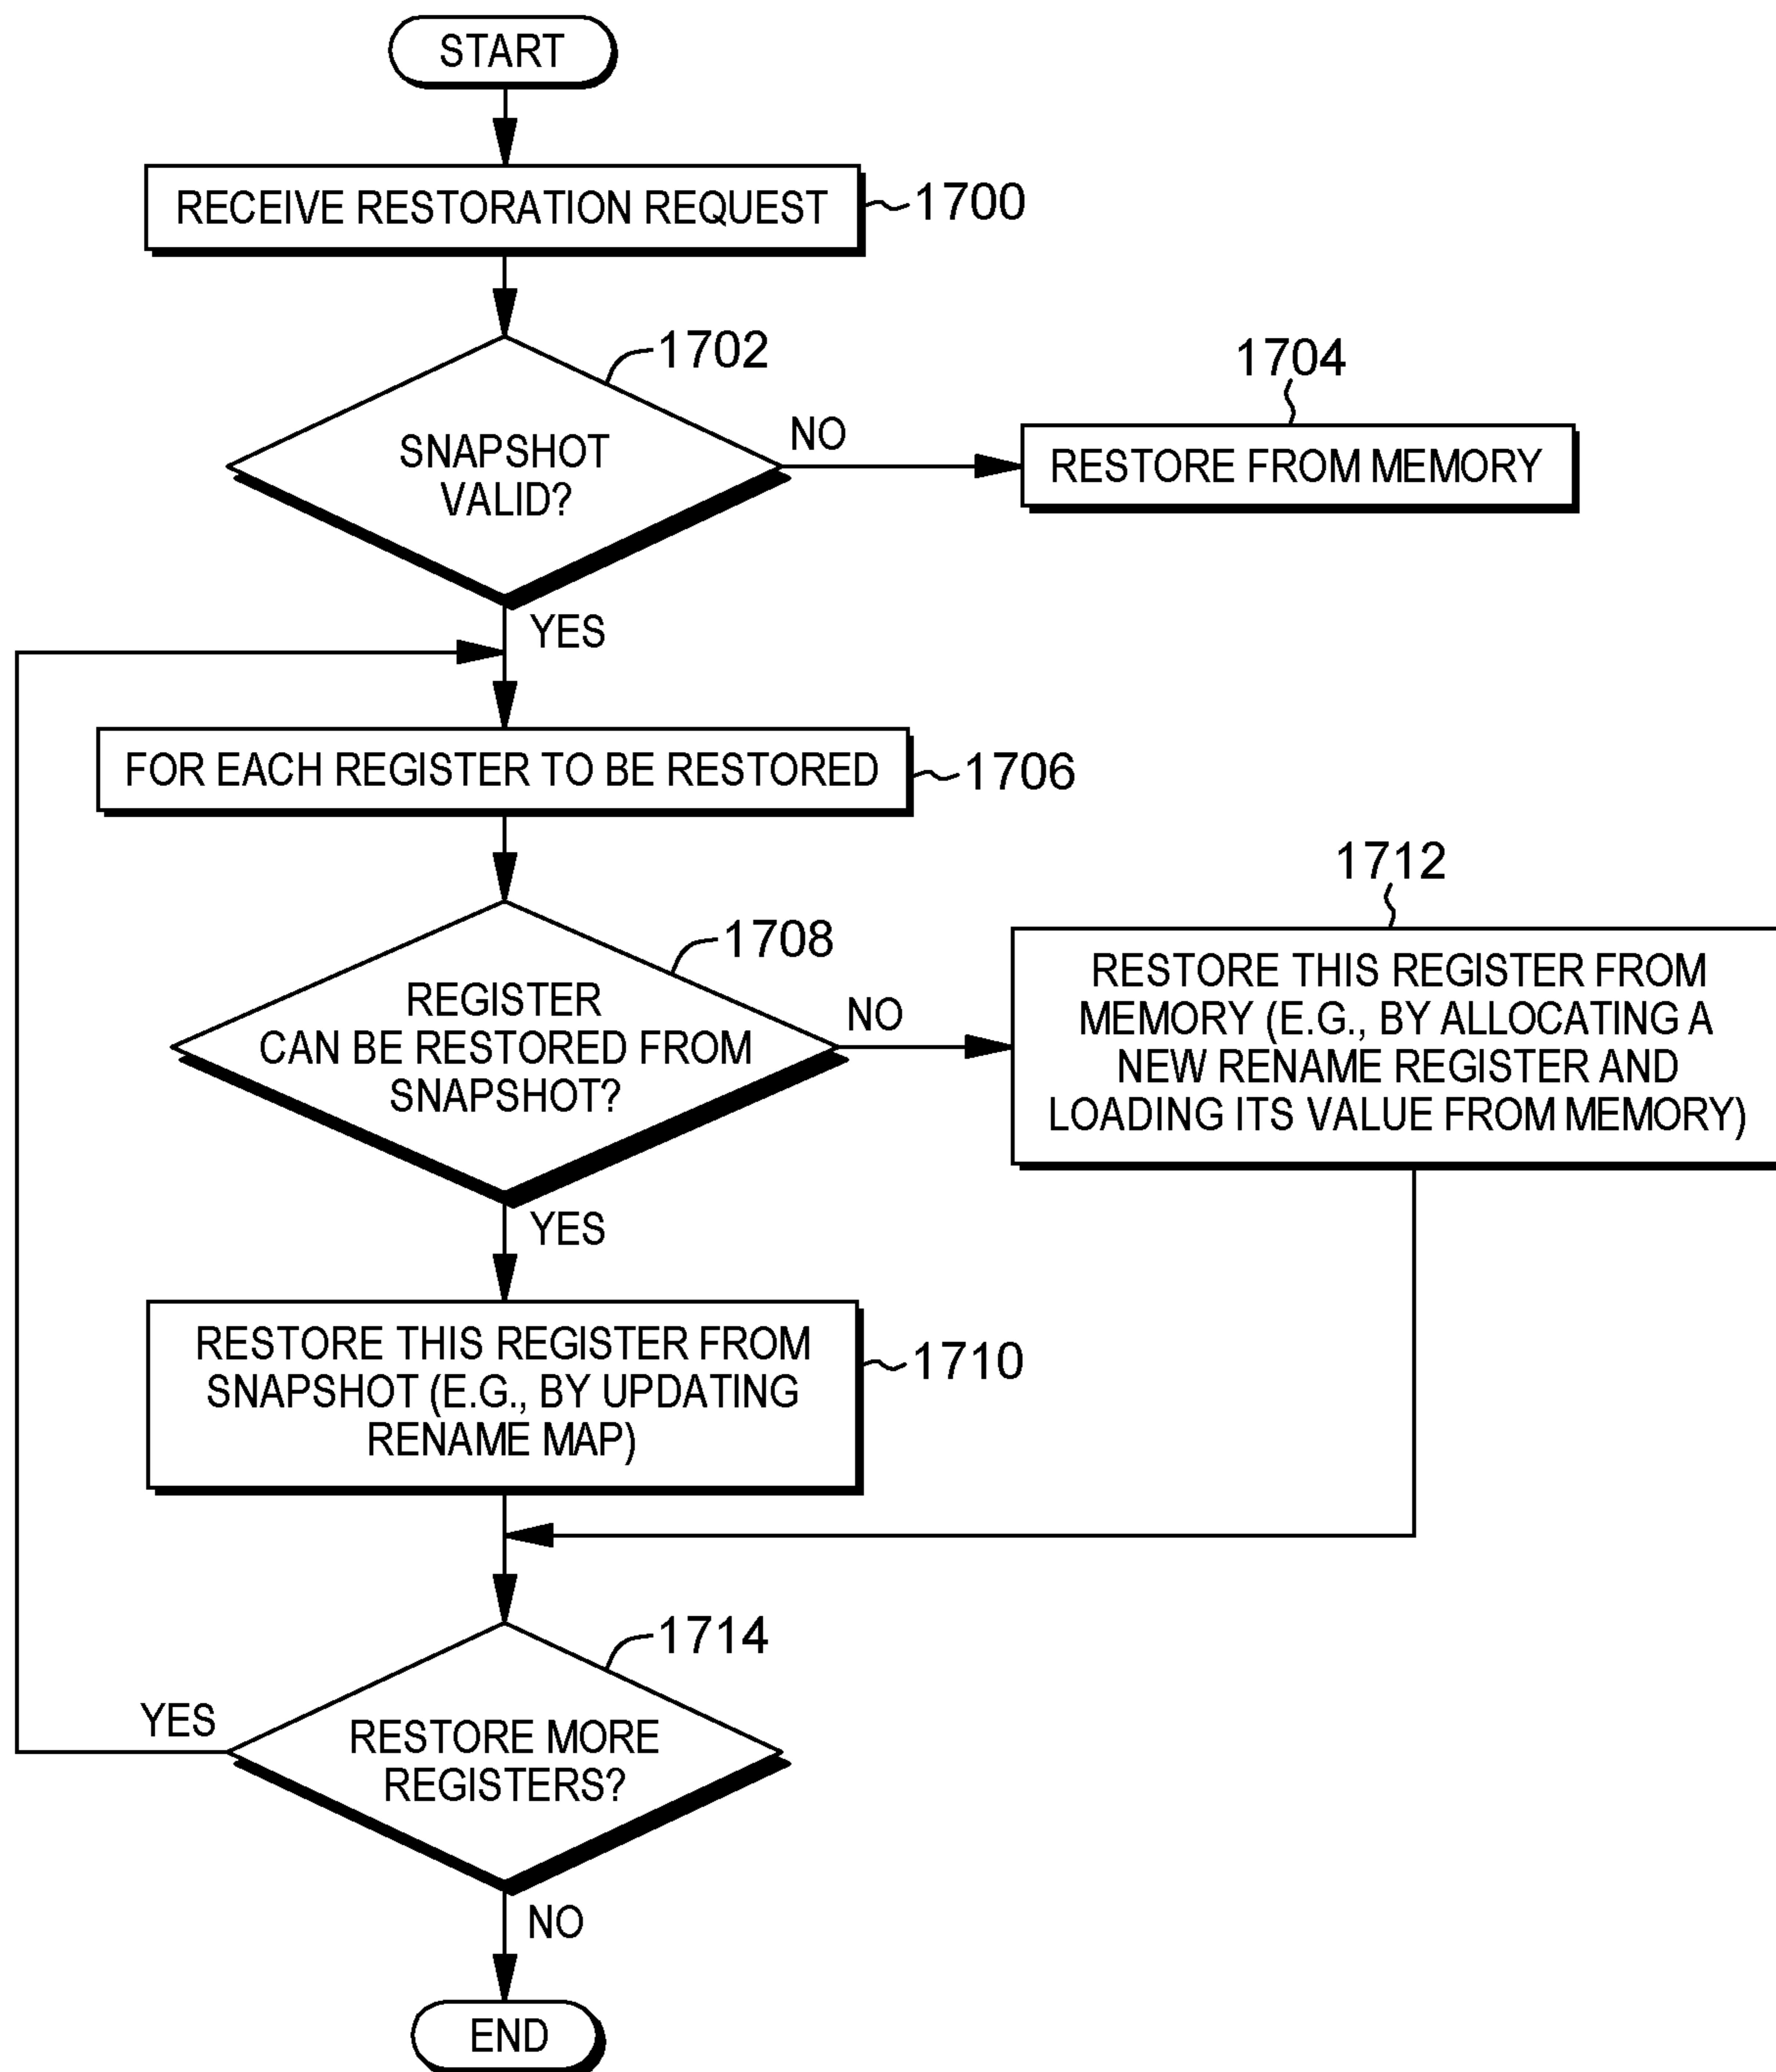 START
RECEIVE RESTORATION REQUEST
1700
1702
SNAPSHOT
VALID?
NO
1704
RESTORE FROM MEMORY
YES
FOR EACH REGISTER TO BE RESTORED
1706
1708
REGISTER
CAN BE RESTORED FROM
SNAPSHOT?
NO
1712
RESTORE THIS REGISTER FROM
MEMORY (E.G., BY ALLOCATING A
NEW RENAME REGISTER AND
LOADING ITS VALUE FROM MEMORY)
YES
RESTORE THIS REGISTER FROM
SNAPSHOT (E.G., BY UPDATING
RENAME MAP)
1710
1714
YES
RESTORE MORE
REGISTERS?
NO
END